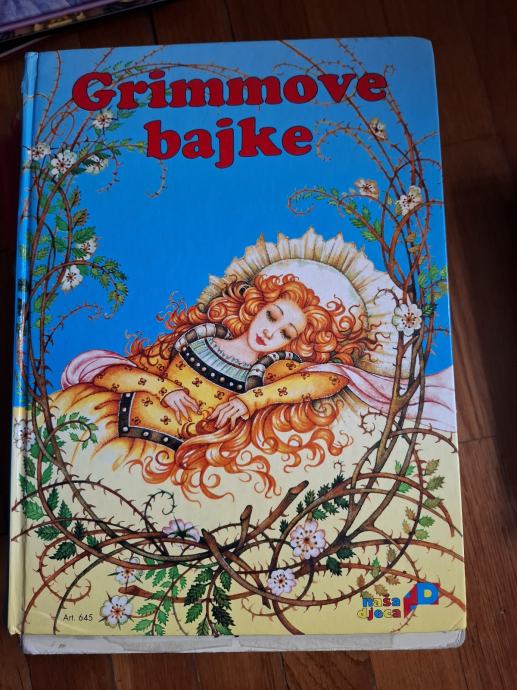 Grimmove
bajke
Art. 645
naša
djeca